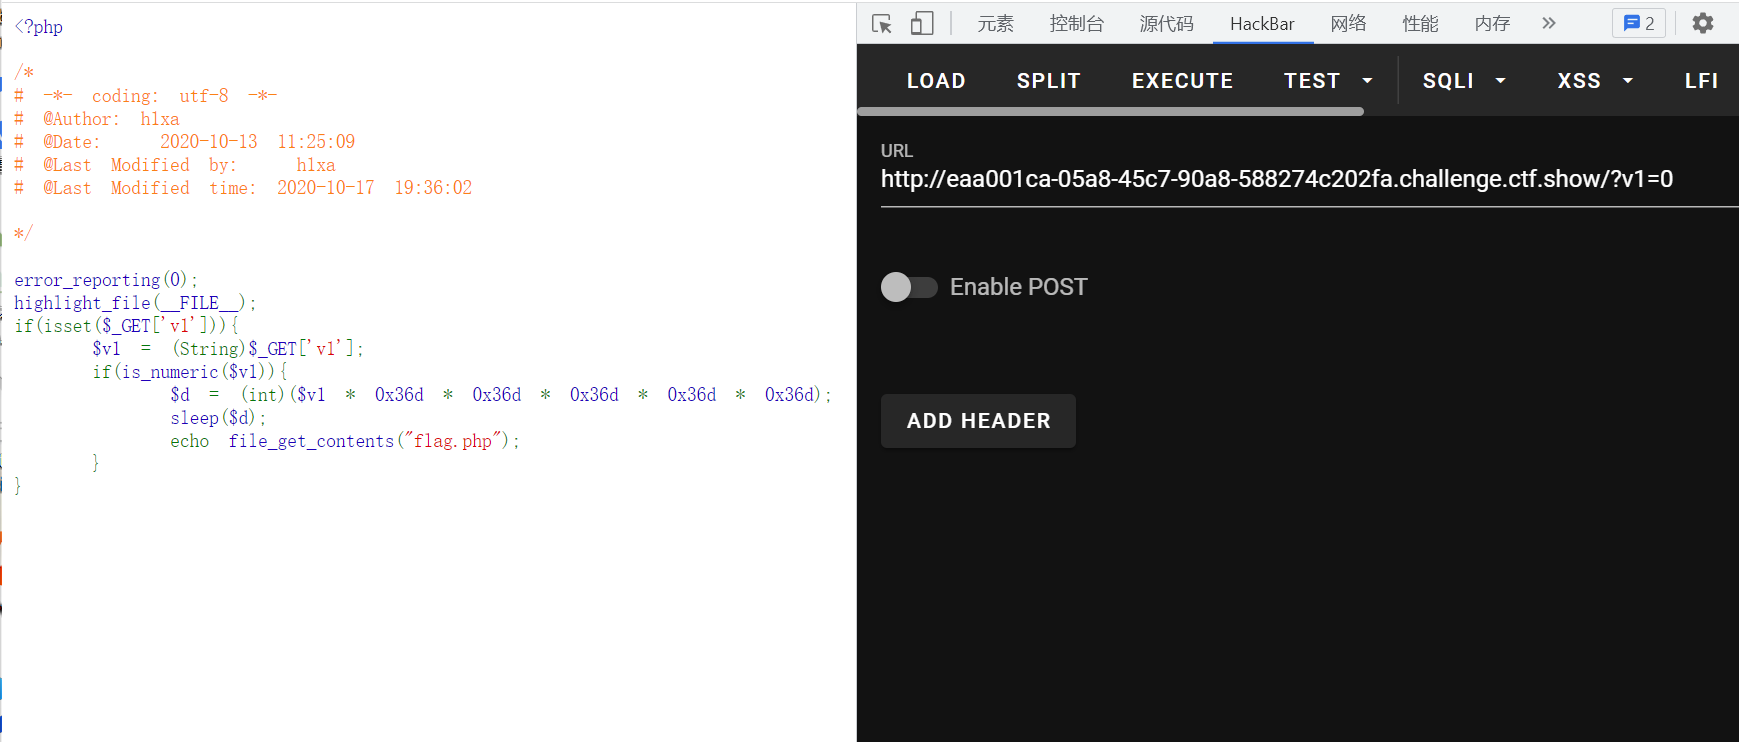 <?php
/*
# -*- coding: utf-8 -*-
# @Author: hlxa
# @Date: 2020-10-13 11:25:09
# @Last Modified by: hlxa
# @Last Modified time: 2020-10-17 19:36:02
*/
error_reporting(0);
highlight_file(__FILE__);
if(isset($_GET['v1'])){
$v1 = (String)$_GET['v1'];
if(is_numeric($v1)){
$d = (int)($v1 * 0x36d * 0x36d * 0x36d * 0x36d * 0x36d);
sleep($d);
echo file_get_contents("flag.php");
}
}
元素 控制台 源代码 HackBar 网络 性能 内存 2
LOAD SPLIT EXECUTE TEST SQLI XSS LFI
URL
http://eaa001ca-05a8-45c7-90a8-588274c202fa.challenge.ctf.show/?v1=0
Enable POST
ADD HEADER